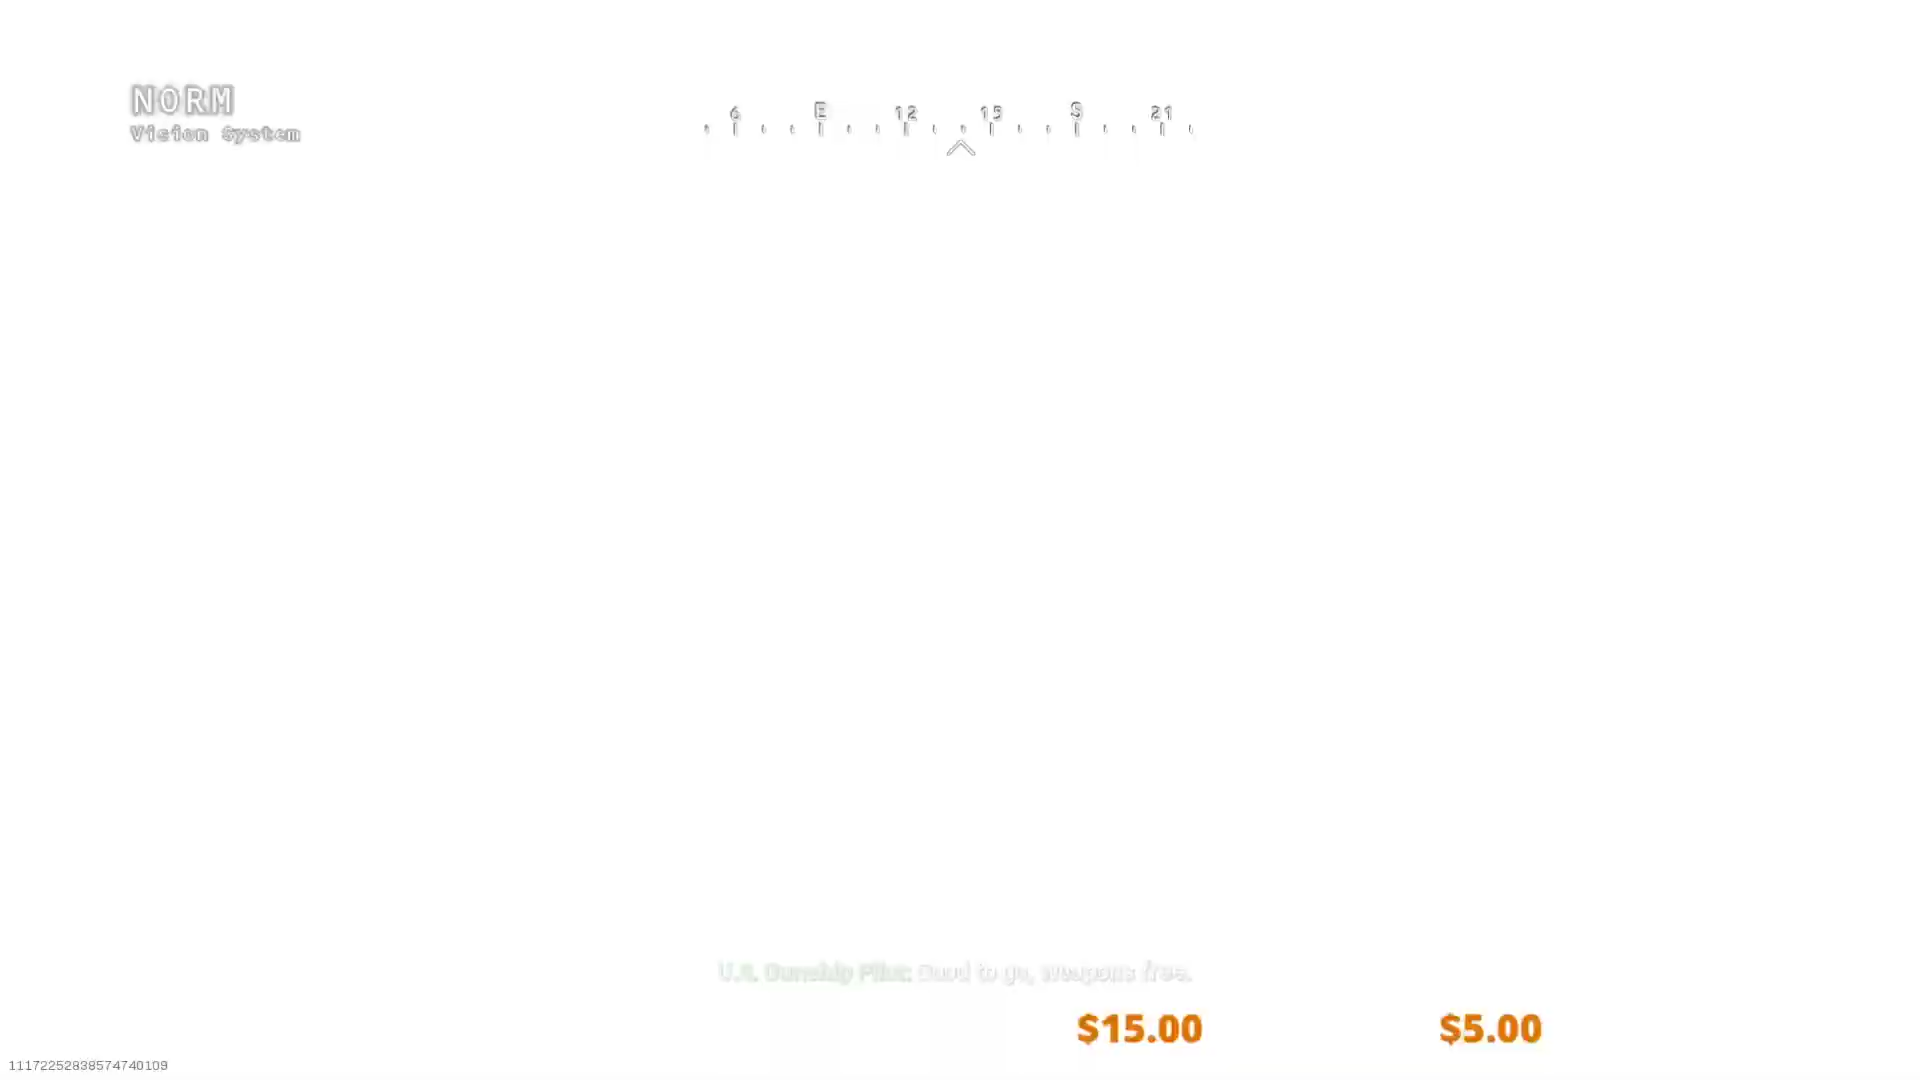 NORM
Vision System
6 E 12 15 S 21
U.S. Gunship Pilot: Good to go, weapons free.
$15.00 $5.00
11172252838574740109